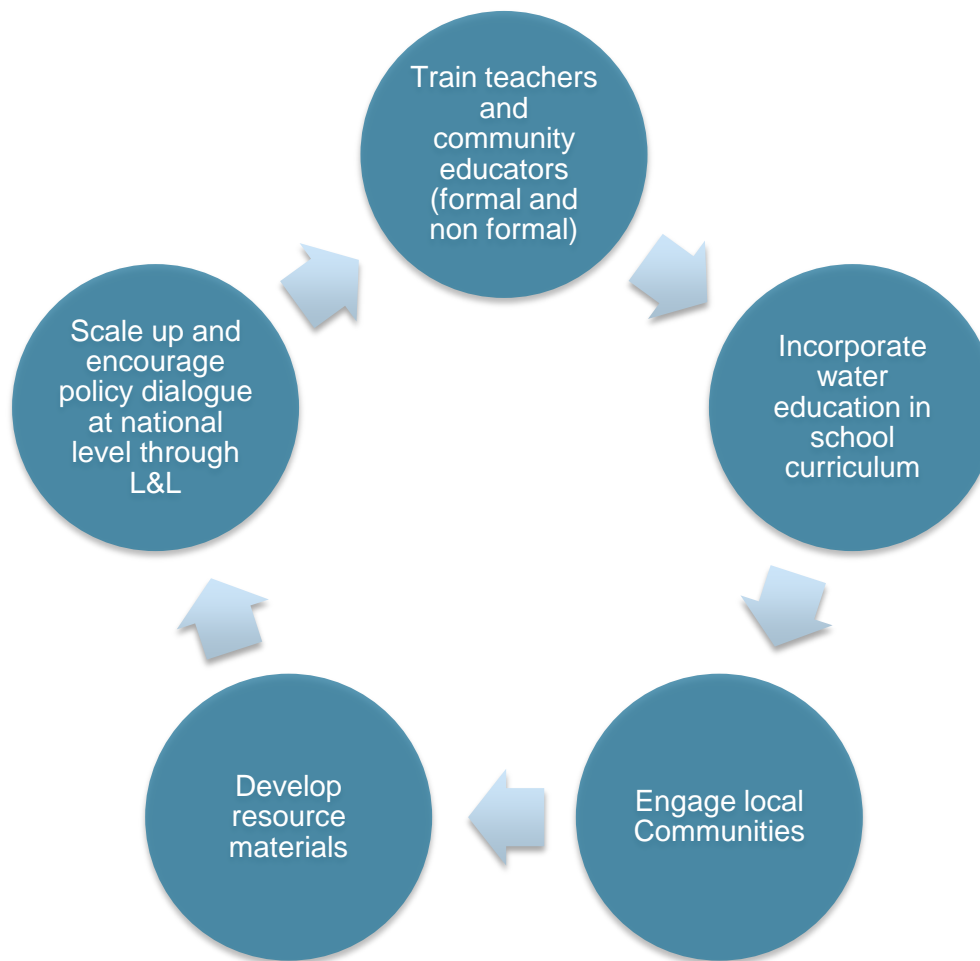 Train teachers
and
community
educators
(formal and
non formal)
Incorporate
water
education in
school
curriculum
Engage local
Communities
Develop
resource
materials
Scale up and
encourage
policy dialogue
at national
level through
L&L